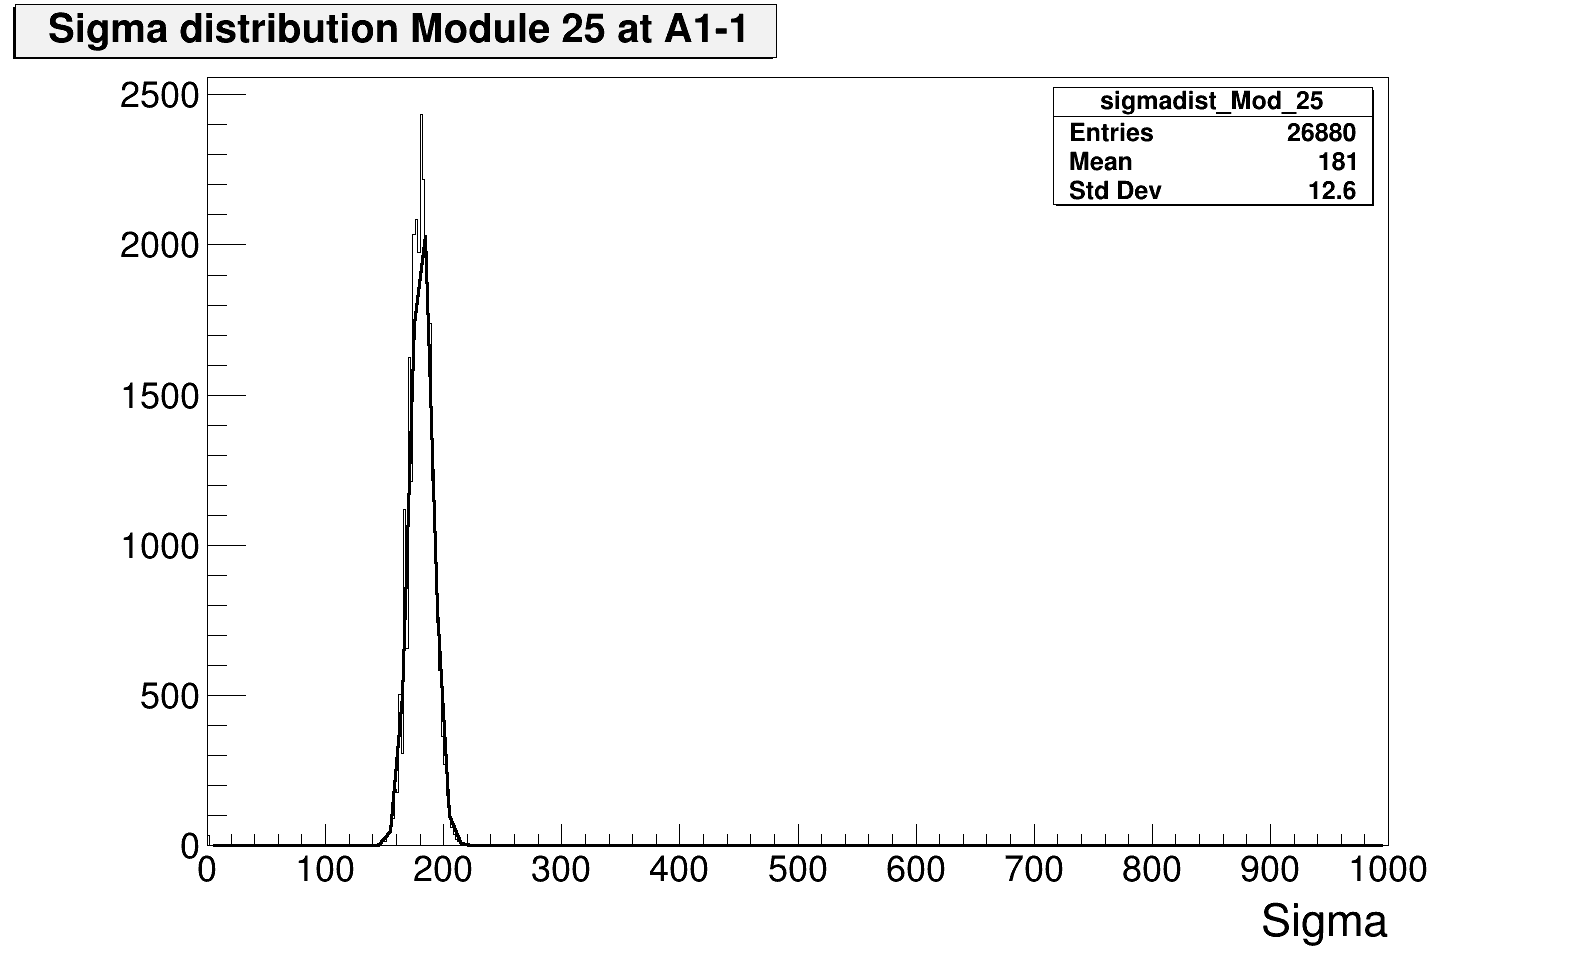 Sigma distribution Module 25 at A1-1
sigmadist_Mod_25
Entries 26880
Mean 181
Std Dev 12.6
2500
2000
1500
1000
500
0
0 100 200 300 400 500 600 700 800 900 1000
Sigma